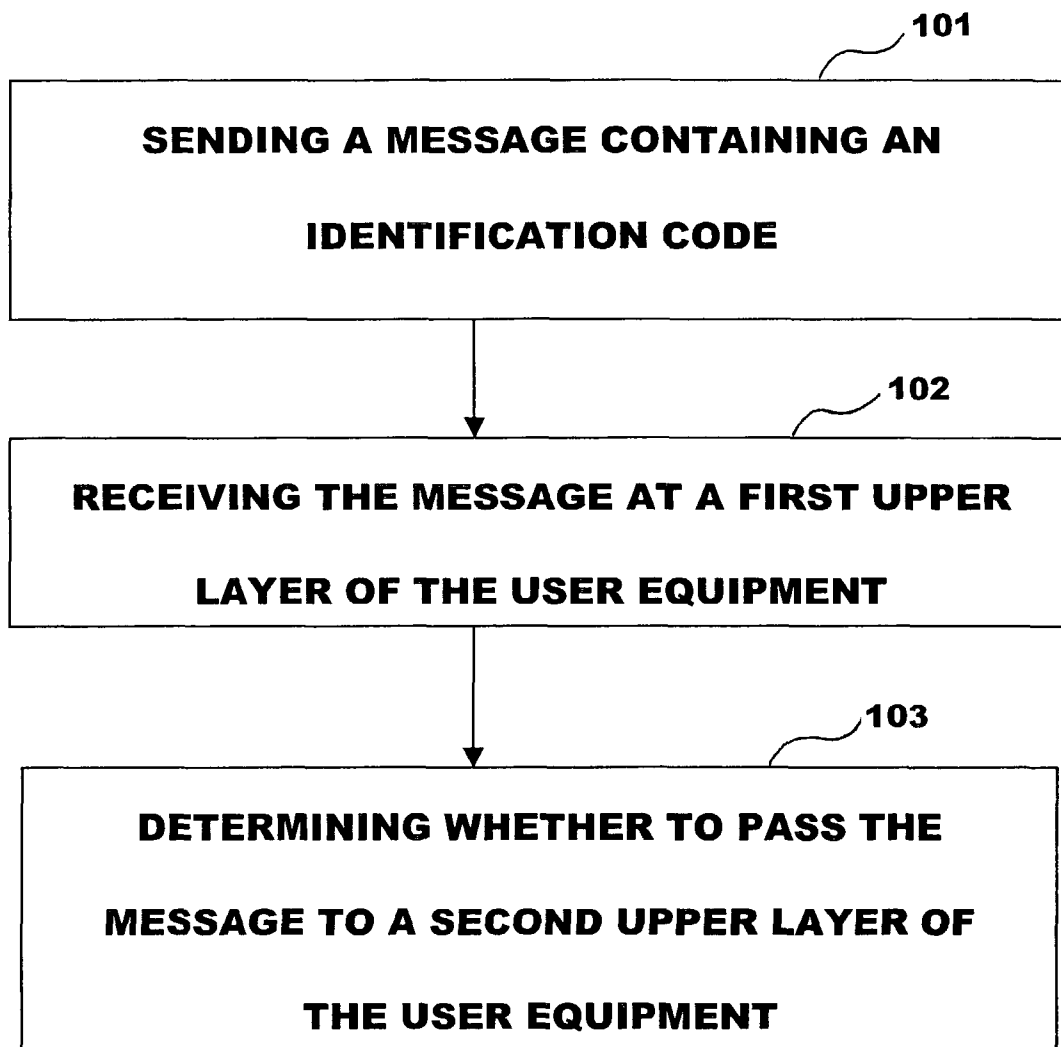 101
SENDING A MESSAGE CONTAINING AN
IDENTIFICATION CODE
102
RECEIVING THE MESSAGE AT A FIRST UPPER
LAYER OF THE USER EQUIPMENT
103
DETERMINING WHETHER TO PASS THE
MESSAGE TO A SECOND UPPER LAYER OF
THE USER EQUIPMENT